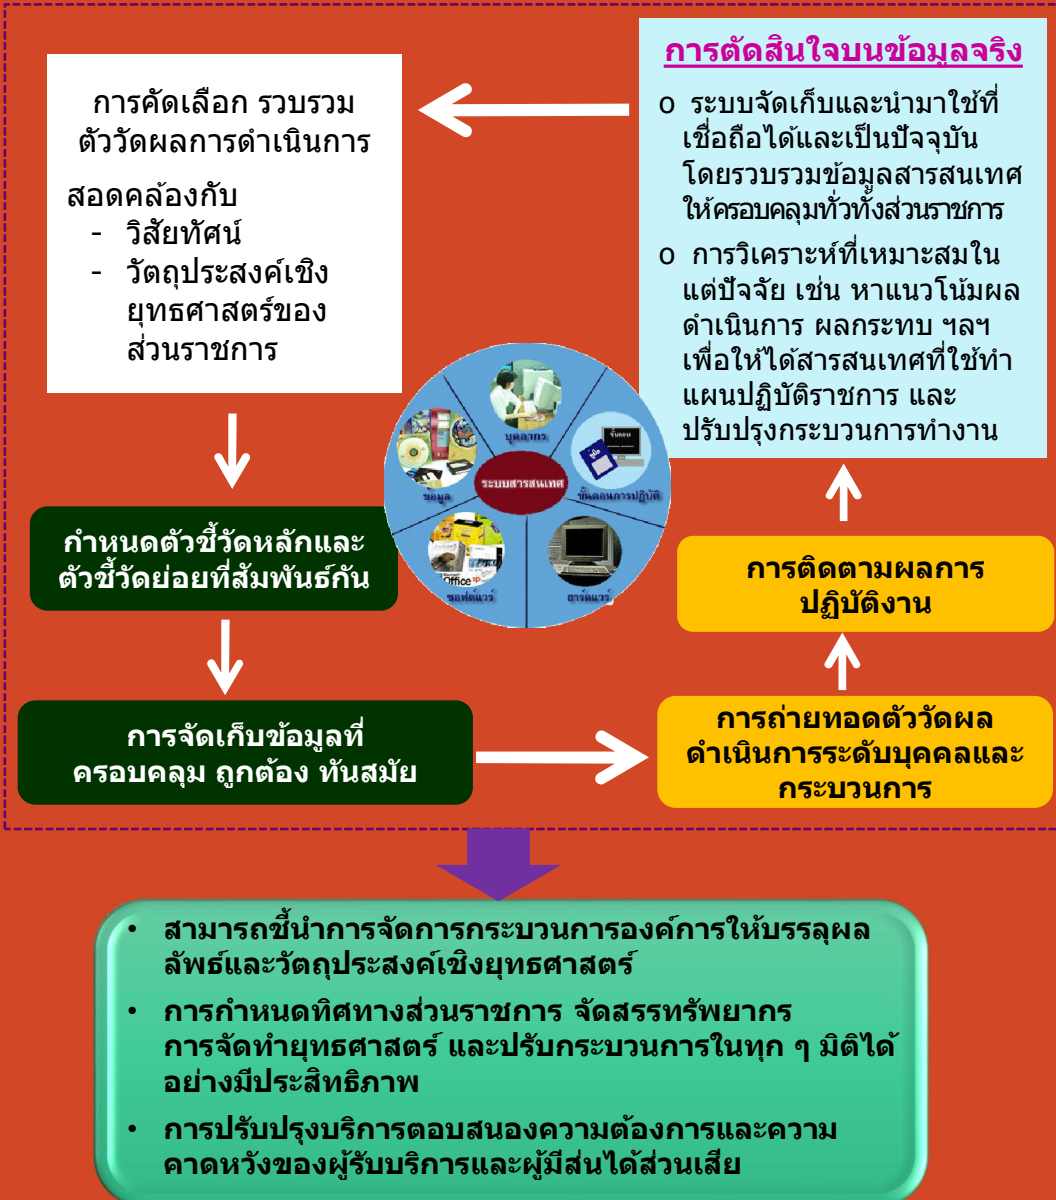 การตัดสินใจบนข้อมูลจริง
o ระบบจัดเก็บและนำมาใช้ที่
เชื่อถือได้และเป็นปัจจุบัน
โดยรวบรวมข้อมูลสารสนเทศ
ให้ครอบคลุมทั่วทั้งส่วนราชการ
o การวิเคราะห์ที่เหมาะสมใน
แต่ปัจจัย เช่น หาแนวโน้มผล
ดำเนินการ ผลกระทบ ฯลฯ
เพื่อให้ได้สารสนเทศที่ใช้ทำ
แผนปฏิบัติราชการ และ
ปรับปรุงกระบวนการทำงาน
การคัดเลือก รวบรวม
ตัววัดผลการดำเนินการ
สอดคล้องกับ
- วิสัยทัศน์
- วัตถุประสงค์เชิง
ยุทธศาสตร์ของ
ส่วนราชการ
บุคลากร
ขั้นตอน
คู่มือ
ข้อมูล
ระบบสารสนเทศ
ขั้นตอนการปฏิบัติ
Office xp
ซอฟต์แวร์
ฮาร์ดแวร์
กำหนดตัวชี้วัดหลักและ
ตัวชี้วัดย่อยที่สัมพันธ์กัน
การจัดเก็บข้อมูลที่
ครอบคลุม ถูกต้อง ทันสมัย
การติดตามผลการ
ปฏิบัติงาน
การถ่ายทอดตัววัดผล
ดำเนินการระดับบุคคลและ
กระบวนการ
• สามารถชี้นำการจัดการกระบวนการองค์การให้บรรลุผล
ลัพธ์และวัตถุประสงค์เชิงยุทธศาสตร์
• การกำหนดทิศทางส่วนราชการ จัดสรรทรัพยากร
การจัดทำยุทธศาสตร์ และปรับกระบวนการในทุก ๆ มิติได้
อย่างมีประสิทธิภาพ
• การปรับปรุงบริการตอบสนองความต้องการและความ
คาดหวังของผู้รับบริการและผู้มีส่นได้ส่วนเสีย